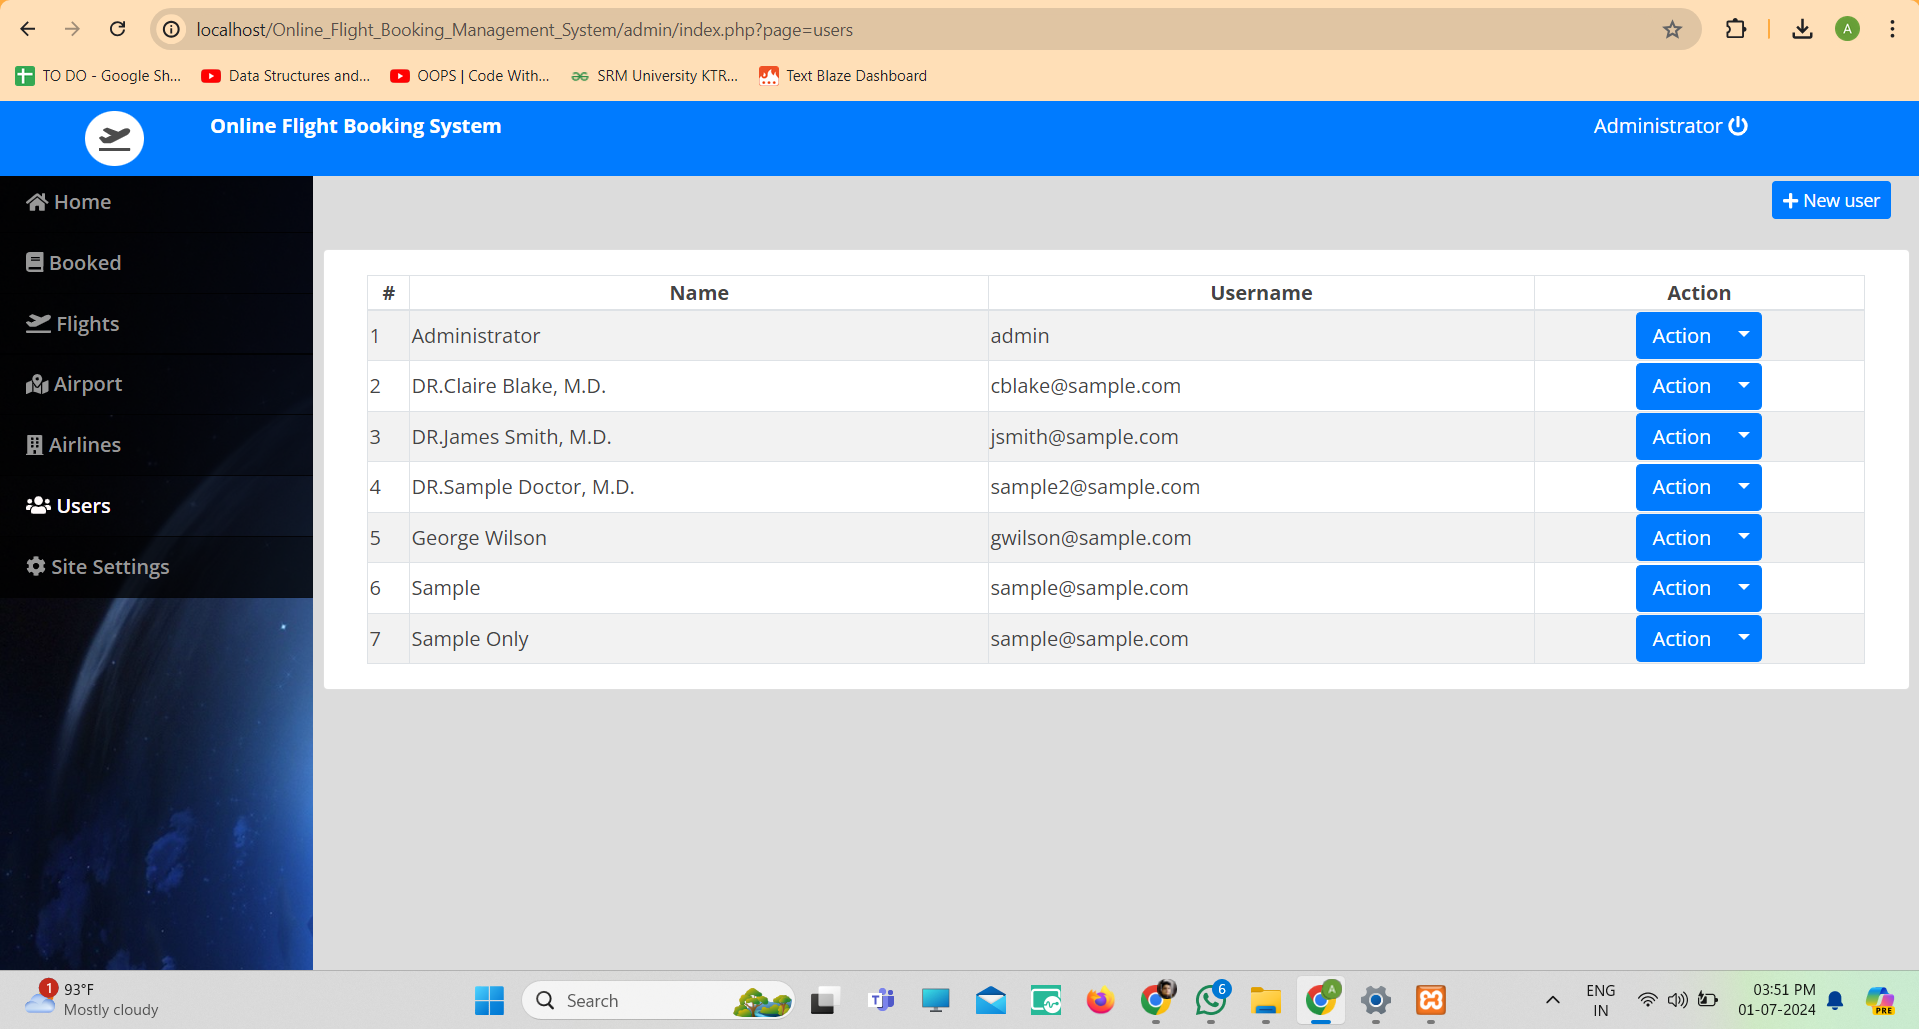 localhost/Online_Flight_Booking_Management_System/admin/index.php?page=users
A
TO DO - Google Sh...
Data Structures and...
OOPS | Code With...
SRM University KTR...
Text Blaze Dashboard
Online Flight Booking System
Administrator
Home
Booked
Flights
Airport
Airlines
Users
Site Settings
New user
# Name Username Action
1 Administrator admin Action
2 DR.Claire Blake, M.D. cblake@sample.com Action
3 DR.James Smith, M.D. jsmith@sample.com Action
4 DR.Sample Doctor, M.D. sample2@sample.com Action
5 George Wilson gwilson@sample.com Action
6 Sample sample@sample.com Action
7 Sample Only sample@sample.com Action
1
93°F
Mostly cloudy
Search
6
A
ENG
IN
03:51 PM
01-07-2024
PRE